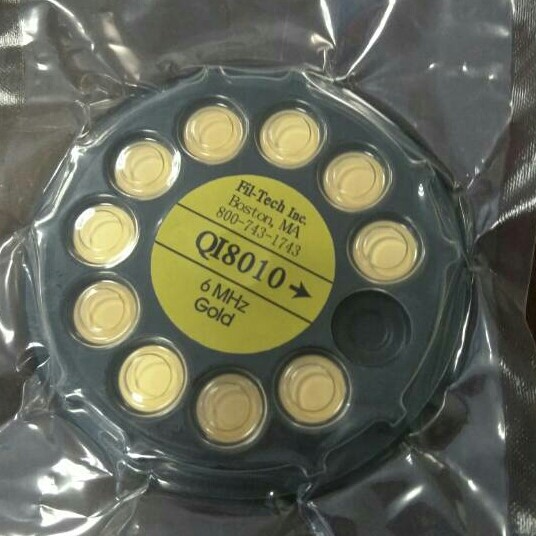 Fil-Tech Inc.
Boston, MA
800-743-1743
QI8010→
6 MHz
Gold